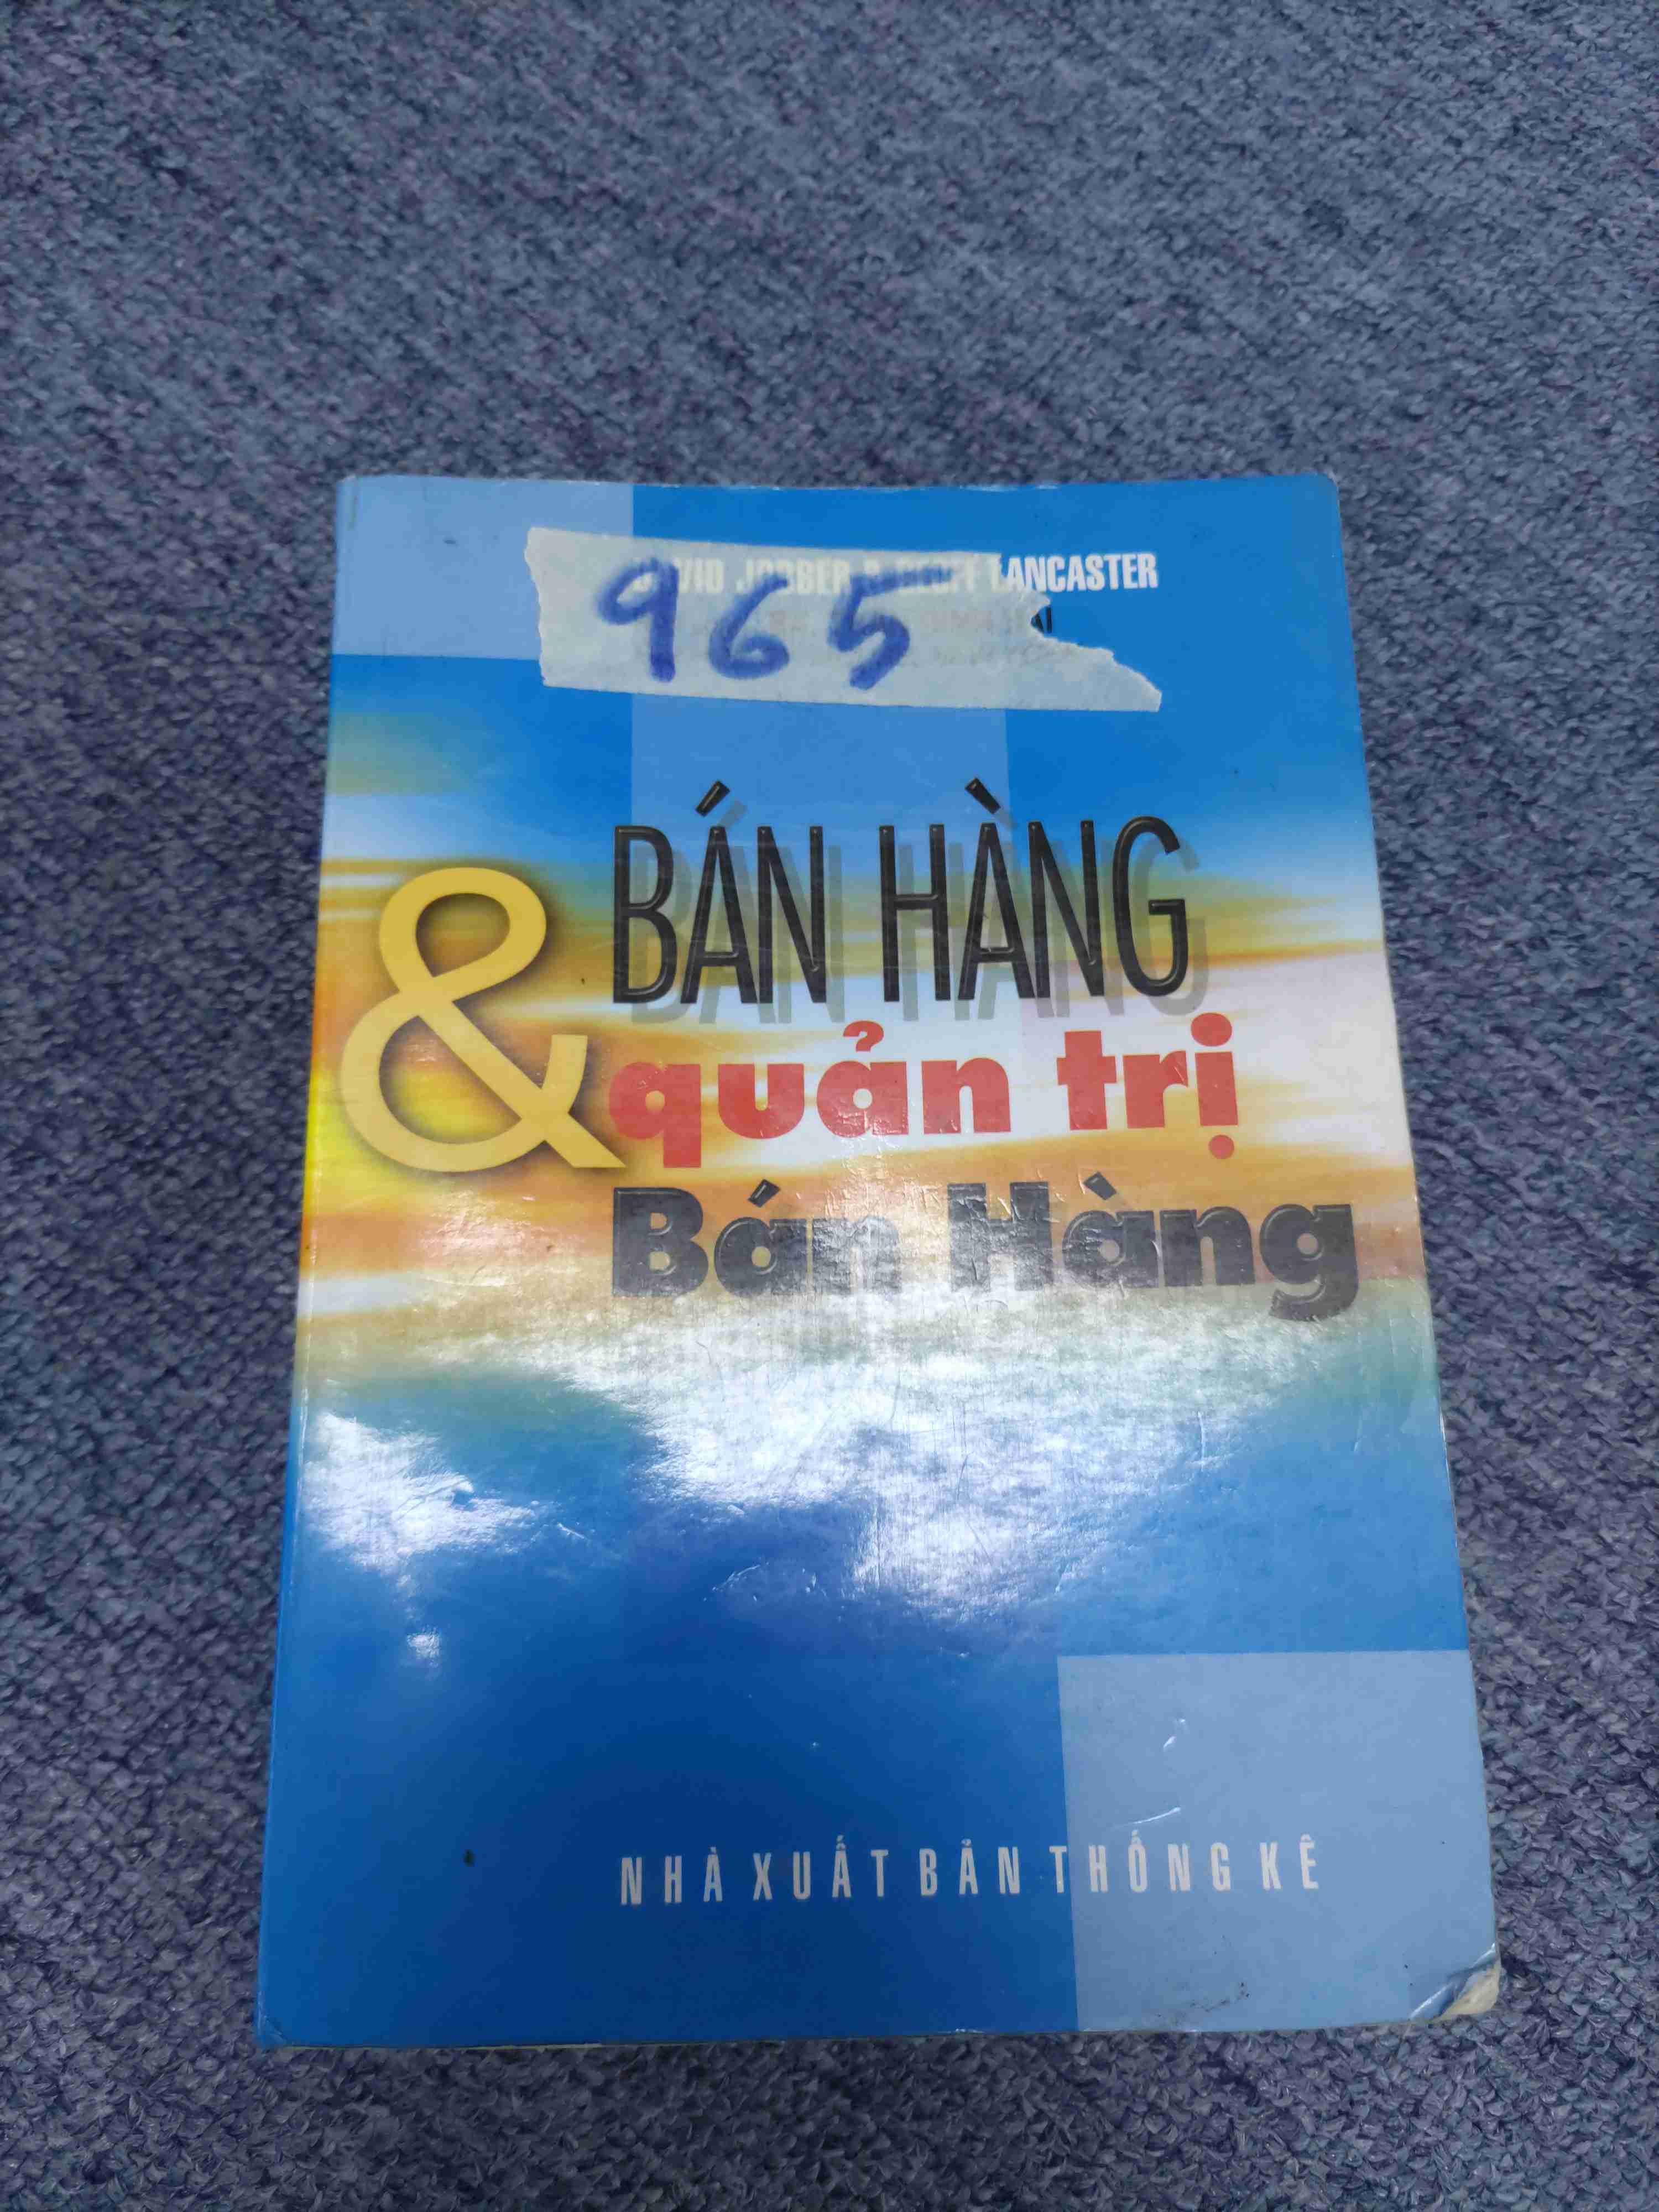 965
LANCASTER
BÁN HÀNG
& quản trị
Bán Hàng
NHÀ XUẤT BẢN THỐNG KÊ